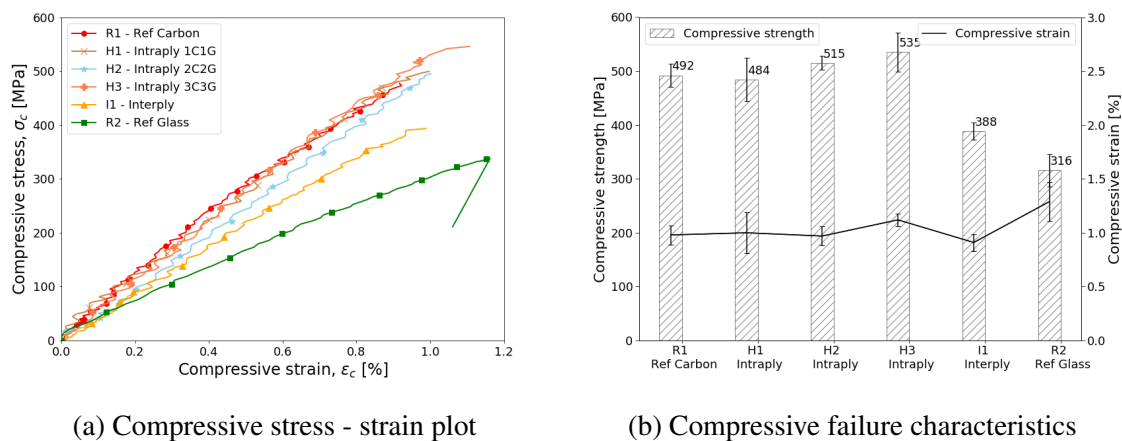 600
500
400
300
200
100
0
Compressive stress, σc [MPa]
R1 - Ref Carbon
H1 - Intraply 1C1G
H2 - Intraply 2C2G
H3 - Intraply 3C3G
I1 - Interply
R2 - Ref Glass
0.0 0.2 0.4 0.6 0.8 1.0 1.2
Compressive strain, εc [%]
(a) Compressive stress - strain plot
600
500
400
300
200
100
0
Compressive strength [MPa]
Compressive strength
Compressive strain
492
484
515
535
388
316
3.0
2.5
2.0
1.5
1.0
0.5
0.0
Compressive strain [%]
R1 H1 H2 H3 I1 R2
Ref Carbon Intraply Intraply Intraply Interply Ref Glass
(b) Compressive failure characteristics